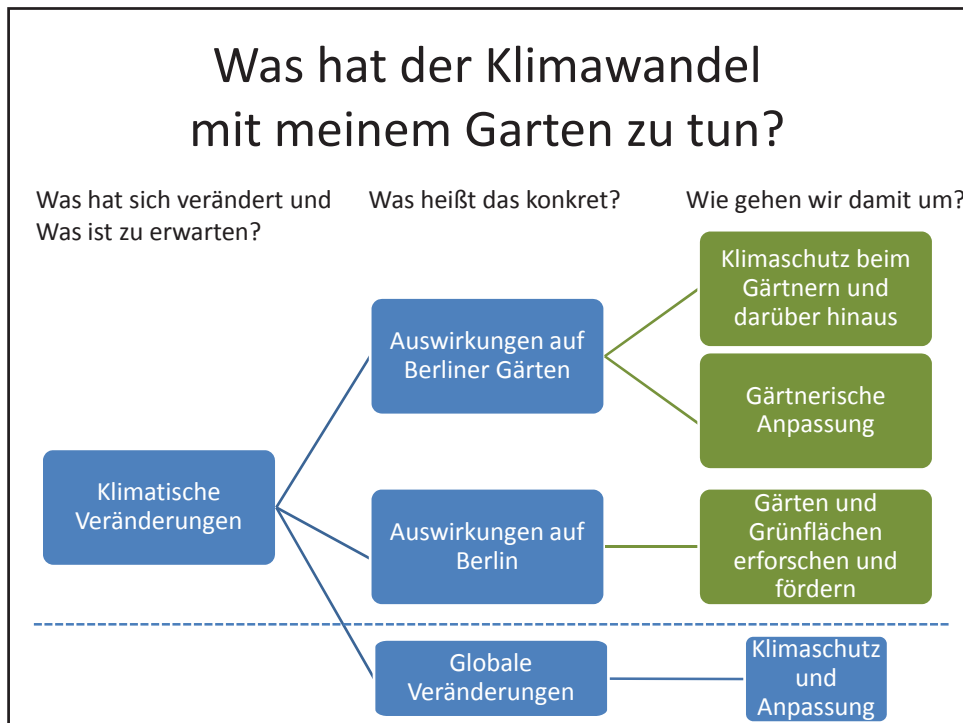 Was hat der Klimawandel
mit meinem Garten zu tun?
Was hat sich verändert und
Was ist zu erwarten?
Was heißt das konkret?
Wie gehen wir damit um?
Klimatische
Veränderungen
Auswirkungen auf
Berliner Gärten
Klimaschutz beim
Gärtnern und
darüber hinaus
Gärtnerische
Anpassung
Auswirkungen auf
Berlin
Gärten und
Grünflächen
erforschen und
fördern
Globale
Veränderungen
Klimaschutz
und
Anpassung